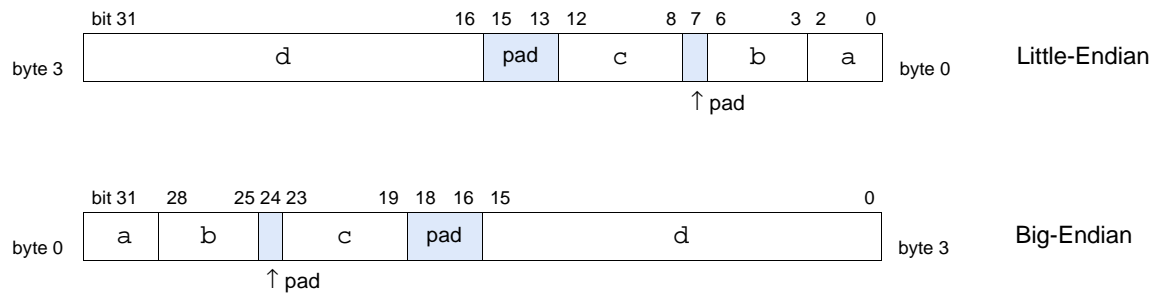 bit 31 16 15 13 12 8 7 6 3 2 0
byte 3 d pad c b a byte 0 Little-Endian
↑ pad
bit 31 28 25 24 23 19 18 16 15 0
byte 0 a b c pad d byte 3 Big-Endian
↑ pad